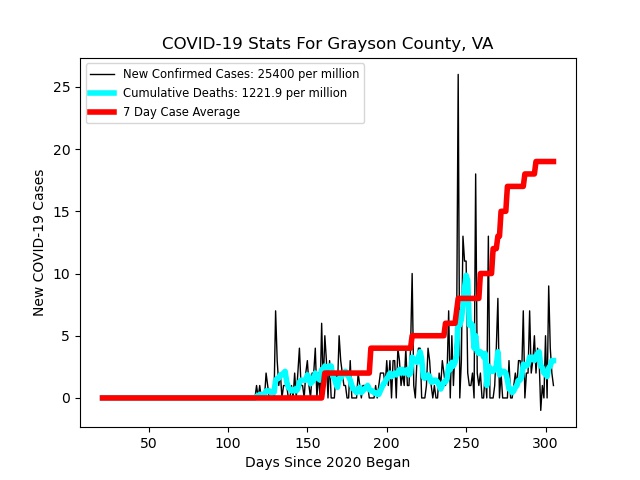 COVID-19 Stats For Grayson County, VA
New Confirmed Cases: 25400 per million
Cumulative Deaths: 1221.9 per million
7 Day Case Average
New COVID-19 Cases
25
20
15
10
5
0
50 100 150 200 250 300
Days Since 2020 Began